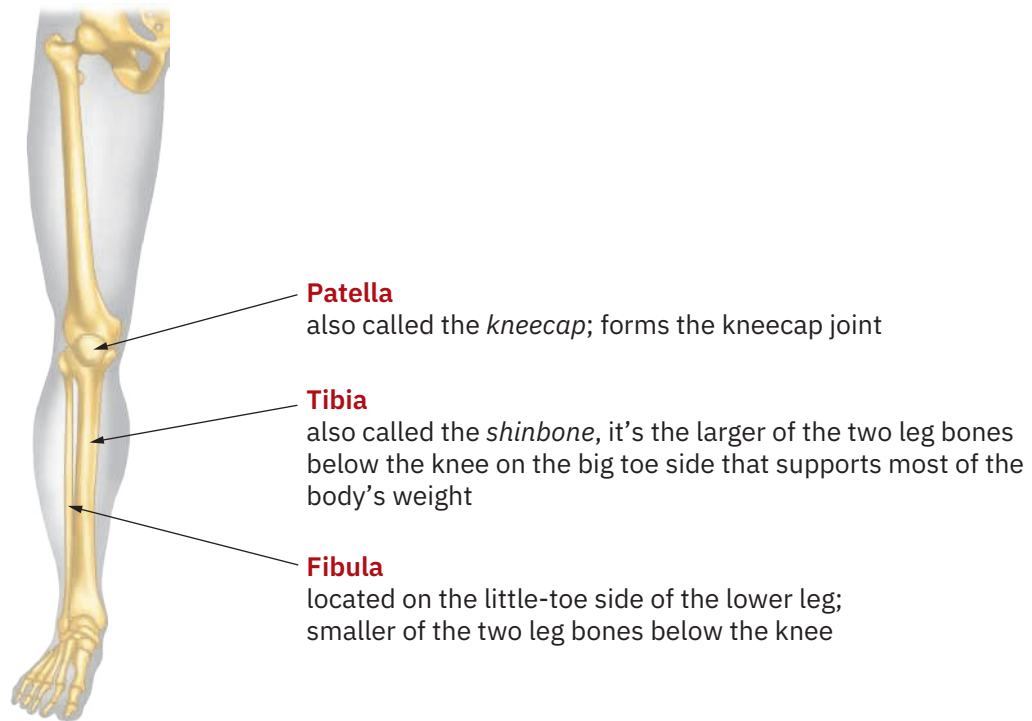 Patella
also called the kneecap; forms the kneecap joint
Tibia
also called the shinbone, it’s the larger of the two leg bones
below the knee on the big toe side that supports most of the
body’s weight
Fibula
located on the little-toe side of the lower leg;
smaller of the two leg bones below the knee